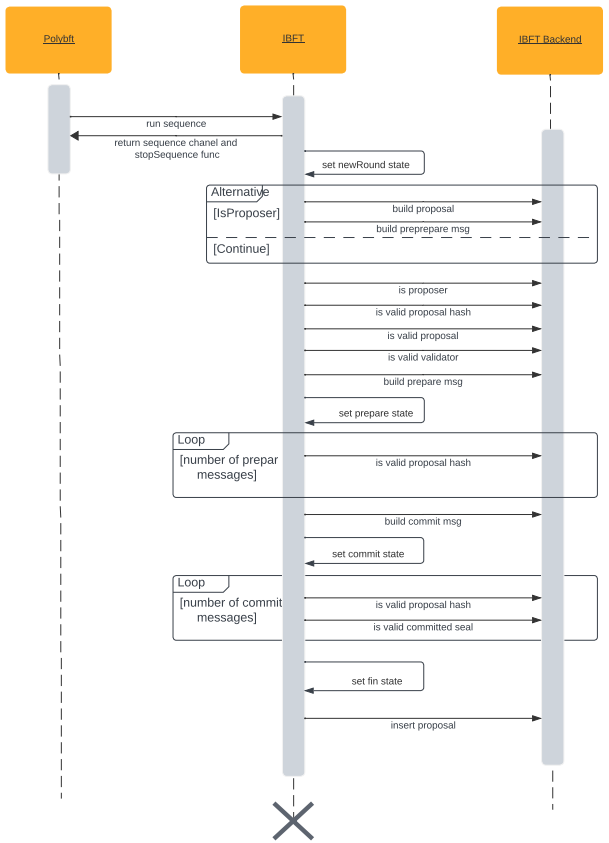 Polybft
IBFT
IBFT Backend
run sequence
return sequence chanel and
stopSequence func
set newRound state
Alternative
[IsProposer]
build proposal
build preprepare msg
[Continue]
is proposer
is valid proposal hash
is valid proposal
is valid validator
build prepare msg
set prepare state
Loop
[number of prepar
messages]
is valid proposal hash
build commit msg
set commit state
Loop
[number of commit
messages]
is valid proposal hash
is valid committed seal
set fin state
insert proposal